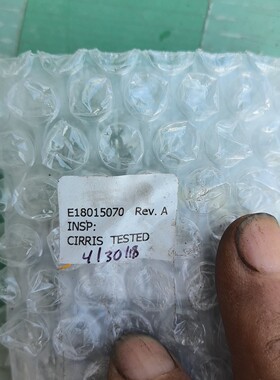 E18015070 Rev. A
INSP:
CIRRIS TESTED
4/30/18